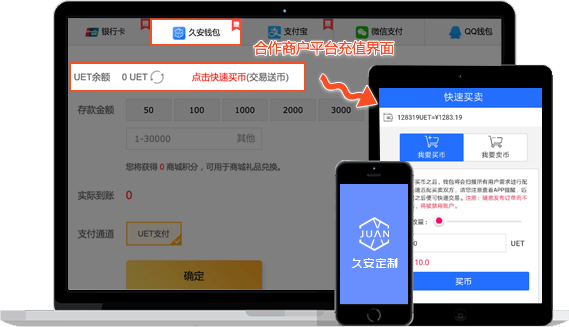 银行卡
久安钱包
支付宝
微信支付
QQ钱包
合作商户平台充值界面
UET余额 0 UET 点击快速买币(交易送币)
存款金额 50 100 1000 2000 3000
1-30000 其他
您将获得 0 商城积分，可用于商城礼品兑换。
实际到账 0
支付通道 UET支付
确定
快速买卖
128319UET=¥1283.19
我要买币
我要卖币
UET
10.0
买币
JUAN
久安定制